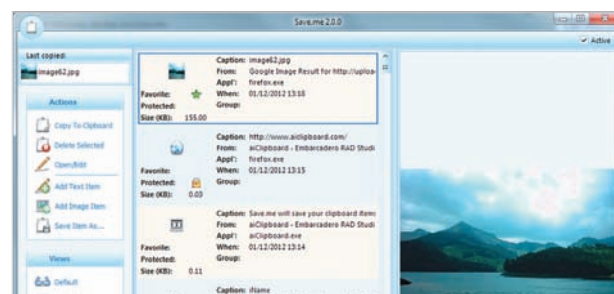 Save.me 2.0.0
Active
Last copied:
image62.jpg
Actions
Copy To Clipboard
Delete Selected
Open/Edit
Add Text Item
Add Image Item
Save Item As...
Views
Default
Caption: image62.jpg
From: Google Image Result for http://uploa
Appl': firefox.exe
Favorite: When: 01/12/2012 13:18
Protected: Group:
Size (KB): 155.00
Caption: http://www.aiclipboard.com/
From: aiClipboard - Embarcadero RAD Studi
Appl': firefox.exe
Favorite: When: 01/12/2012 13:15
Protected: Group:
Size (KB): 0.03
Caption: Save.me will save your clipboard items
From: aiClipboard - Embarcadero RAD Studi
Appl': aiClipboard.exe
Favorite: When: 01/12/2012 13:14
Protected: Group:
Size (KB): 0.11
Caption: iName